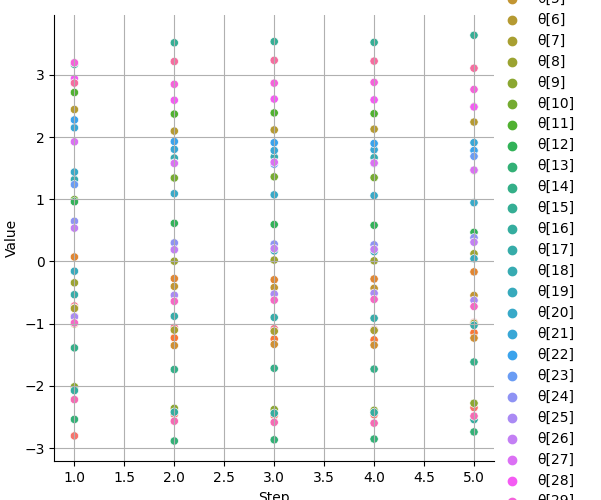 θ[6]
θ[7]
θ[8]
θ[9]
θ[10]
θ[11]
θ[12]
θ[13]
θ[14]
θ[15]
θ[16]
θ[17]
θ[18]
θ[19]
θ[20]
θ[21]
θ[22]
θ[23]
θ[24]
θ[25]
θ[26]
θ[27]
θ[28]
θ[29]
Value
3
2
1
0
−1
−2
−3
1.0 1.5 2.0 2.5 3.0 3.5 4.0 4.5 5.0
Step